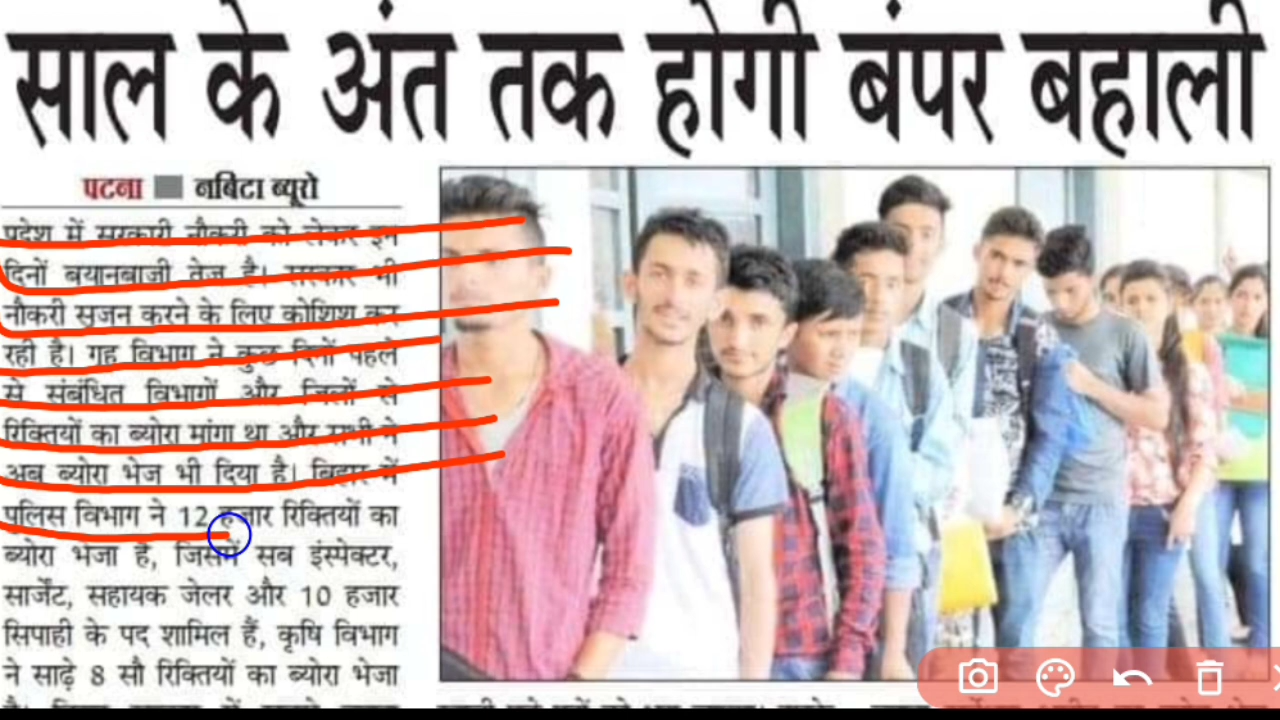 साल के अंत तक होगी बंपर बहाली
पटना नबिटा ब्यूरो
प्रदेश में सरकारी नौकरी को लेकर इन
दिनों बयानबाजी तेज है। सरकार भी
नौकरी सृजन करने के लिए कोशिश कर
रही है। गृह विभाग ने कुछ दिनों पहले
से संबंधित विभागों और जिलों से
रिक्तियों का ब्योरा मांगा था और सभी ने
अब ब्योरा भेज भी दिया है। बिहार में
पुलिस विभाग ने 12 हजार रिक्तियों का
ब्योरा भेजा है, जिसमें सब इंस्पेक्टर,
सार्जेंट, सहायक जेलर और 10 हजार
सिपाही के पद शामिल हैं, कृषि विभाग
ने साढ़े 8 सौ रिक्तियों का ब्योरा भेजा